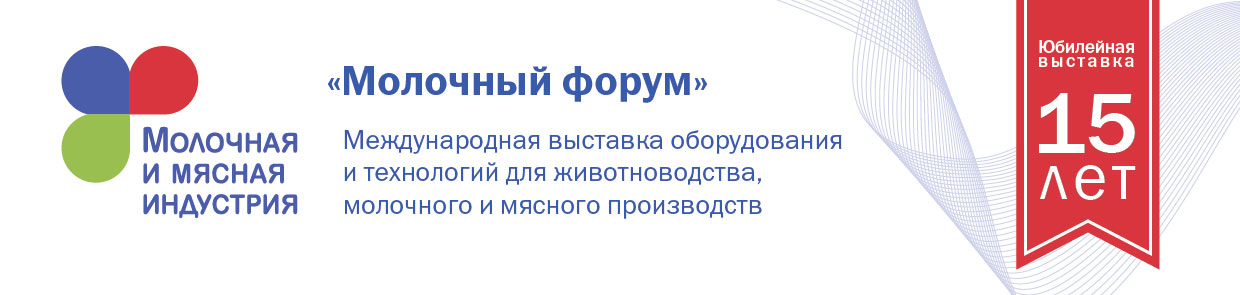 Молочная
и мясная
индустрия
«Молочный форум»
Международная выставка оборудования
и технологий для животноводства,
молочного и мясного производств
Юбилейная
выставка
15
лет